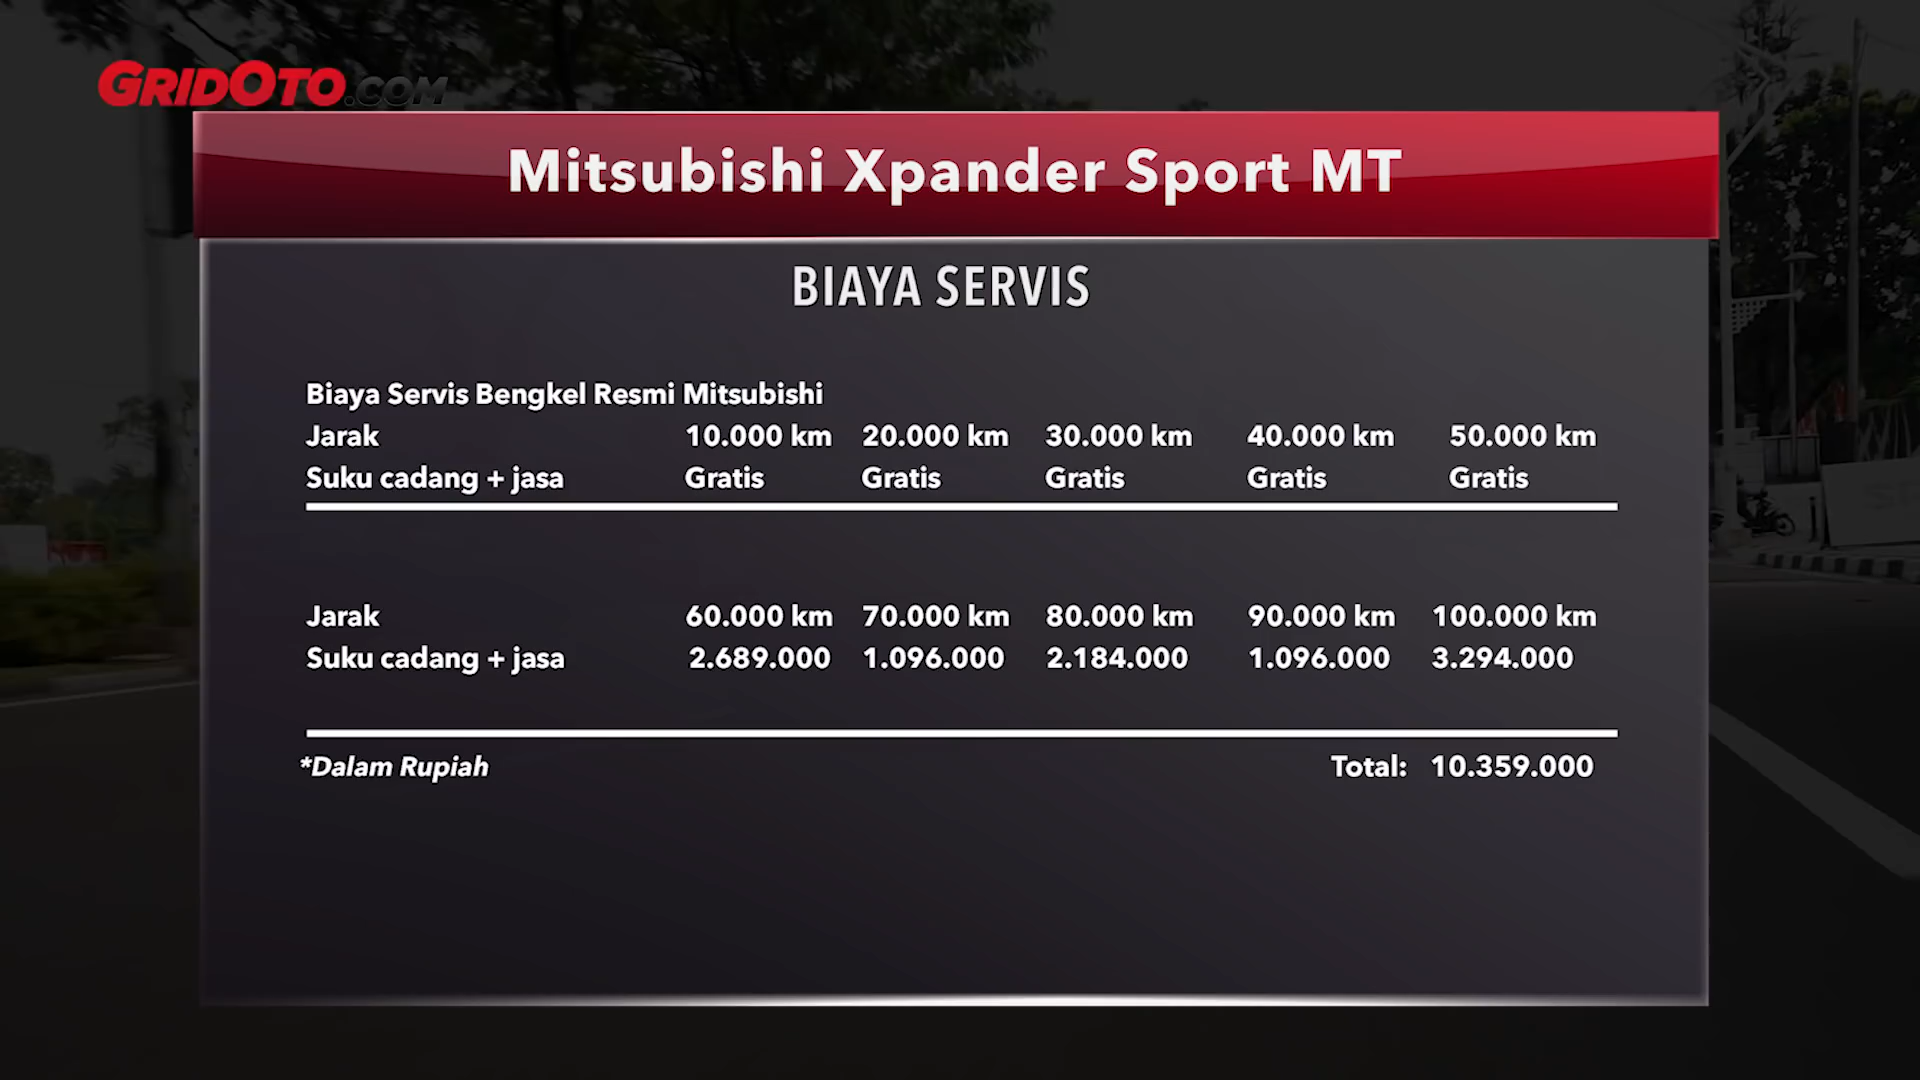 GRIDOTO.COM
Mitsubishi Xpander Sport MT
BIAYA SERVIS
Biaya Servis Bengkel Resmi Mitsubishi
Jarak 10.000 km 20.000 km 30.000 km 40.000 km 50.000 km
Suku cadang + jasa Gratis Gratis Gratis Gratis Gratis
Jarak 60.000 km 70.000 km 80.000 km 90.000 km 100.000 km
Suku cadang + jasa 2.689.000 1.096.000 2.184.000 1.096.000 3.294.000
*Dalam Rupiah Total: 10.359.000